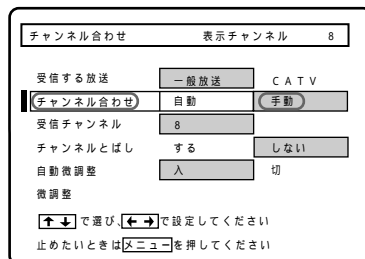 チャンネル合わせ 表示チャンネル 8
受信する放送 一般放送 CATV
チャンネル合わせ 自動 手動
受信チャンネル 8
チャンネルとばし する しない
自動微調整 入 切
微調整
↑↓で選び、←→で設定してください
止めたいときはメニューを押してください